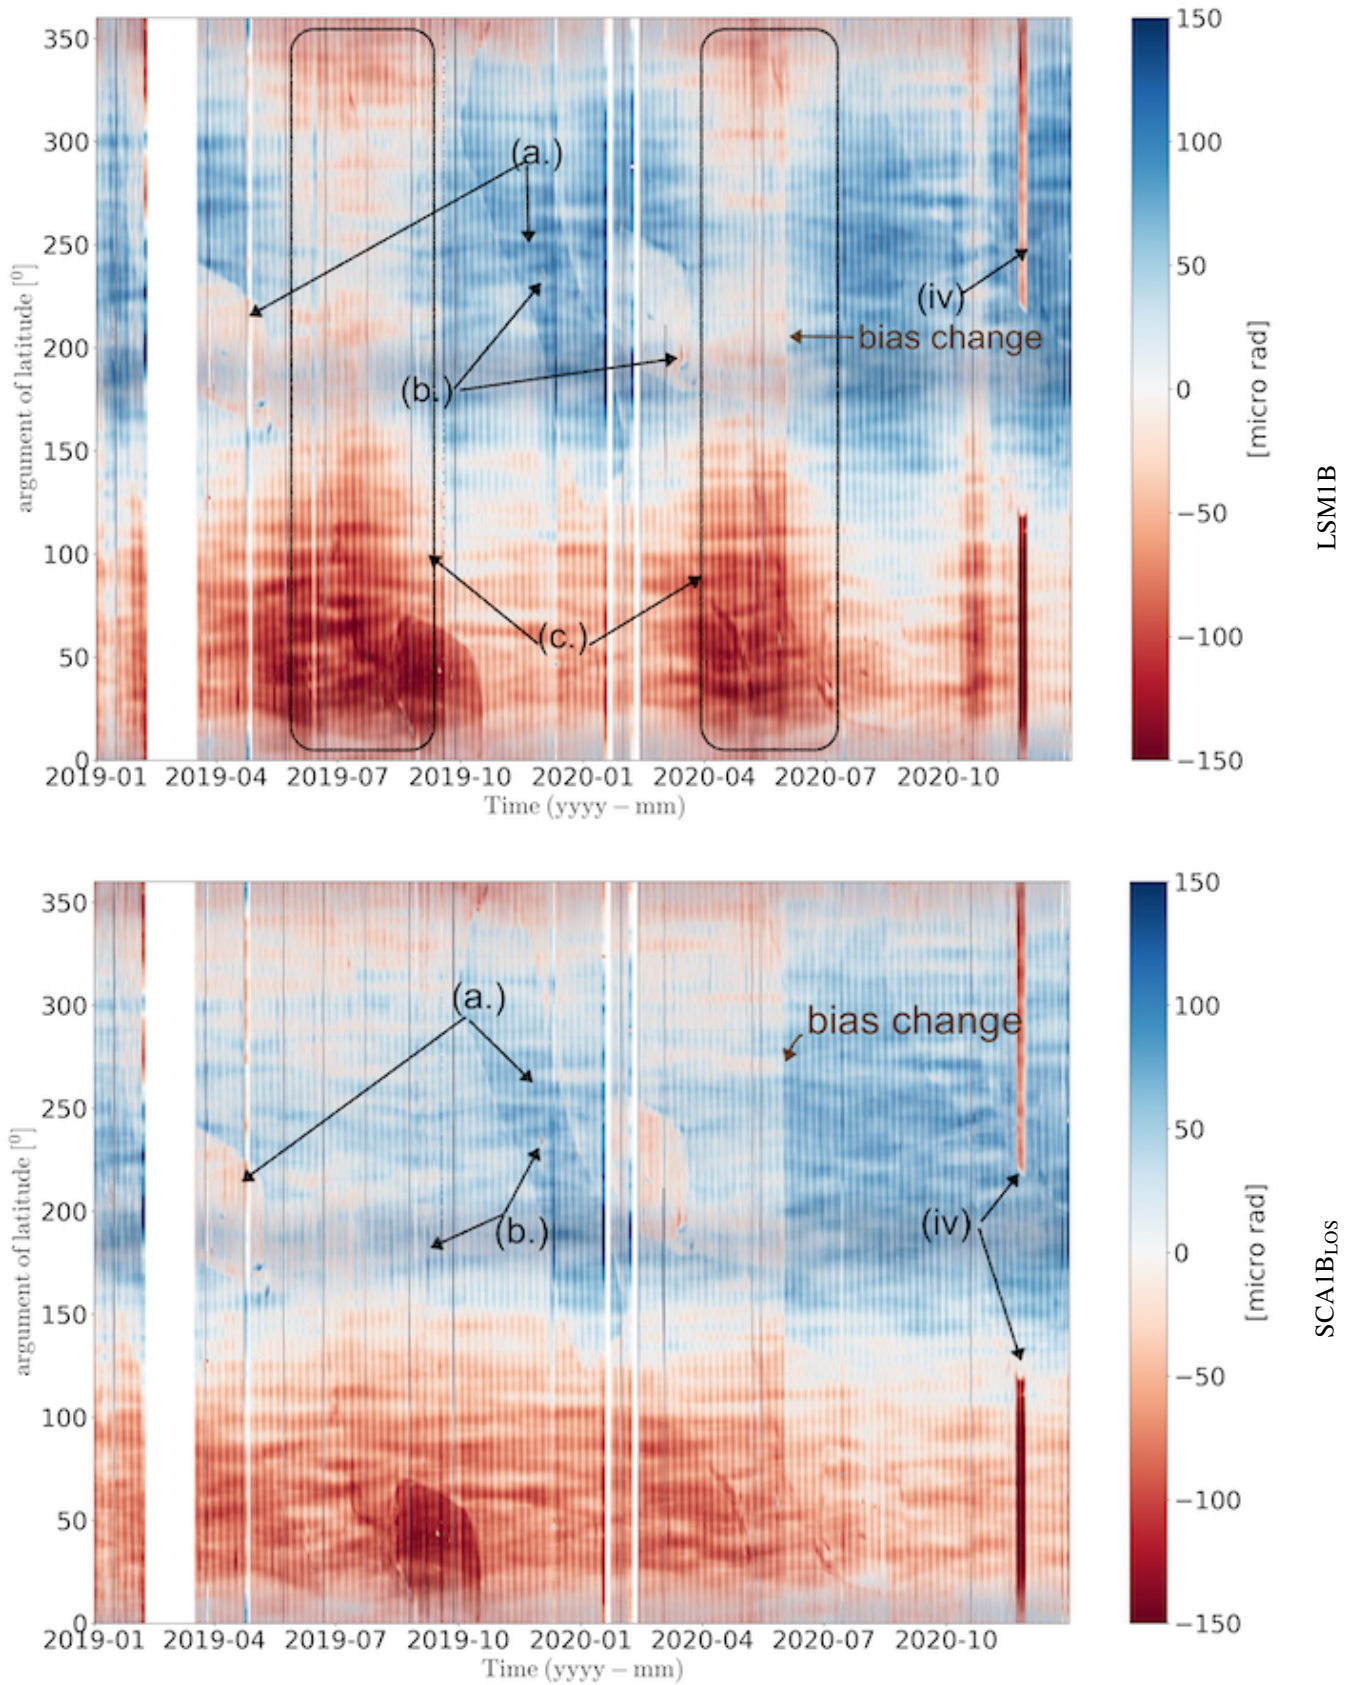 350
300
250
200
150
100
50
0
argument of latitude [⁰]
2019-01 2019-04 2019-07 2019-10 2020-01 2020-04 2020-07 2020-10
Time (yyyy – mm)
(a.)
(b.)
(c.)
(iv)
bias change
150
100
50
0
−50
−100
−150
[micro rad]
LSM1B
350
300
250
200
150
100
50
0
argument of latitude [⁰]
2019-01 2019-04 2019-07 2019-10 2020-01 2020-04 2020-07 2020-10
Time (yyyy – mm)
(a.)
bias change
(b.)
(iv)
150
100
50
0
−50
−100
−150
[micro rad]
SCA1B_LOS